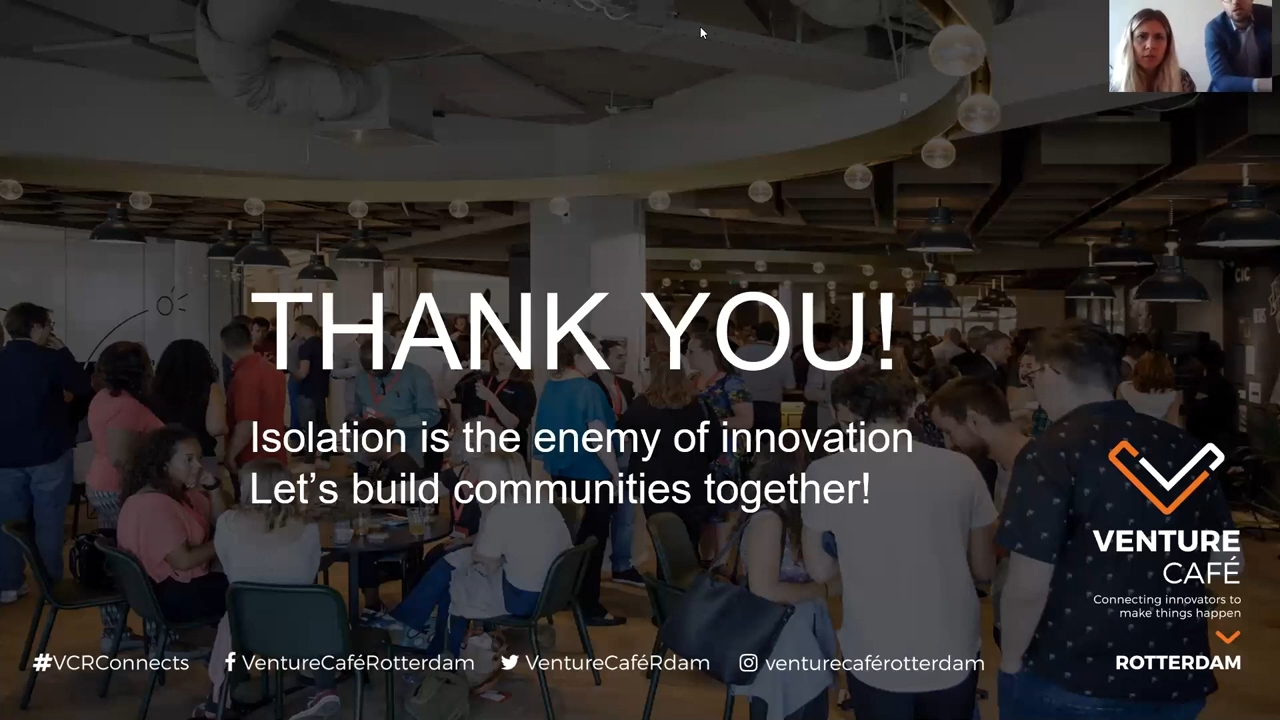 THANK YOU!
Isolation is the enemy of innovation
Let's build communities together!
VENTURE
CAFÉ
Connecting innovators to
make things happen
ROTTERDAM
#VCRConnects
VentureCaféRotterdam
VentureCaféRdam
venturecaférotterdam
CIC